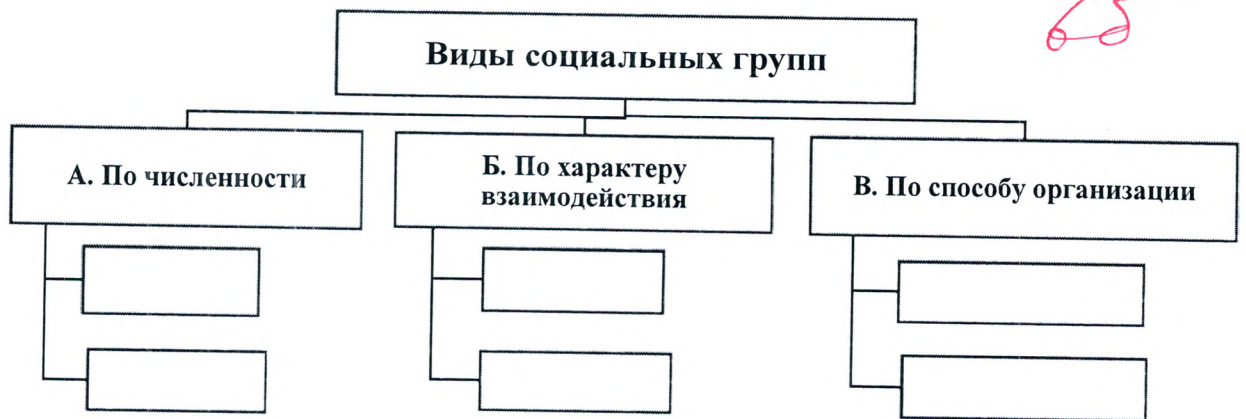 Виды социальных групп
А. По численности
Б. По характеру
взаимодействия
В. По способу организации